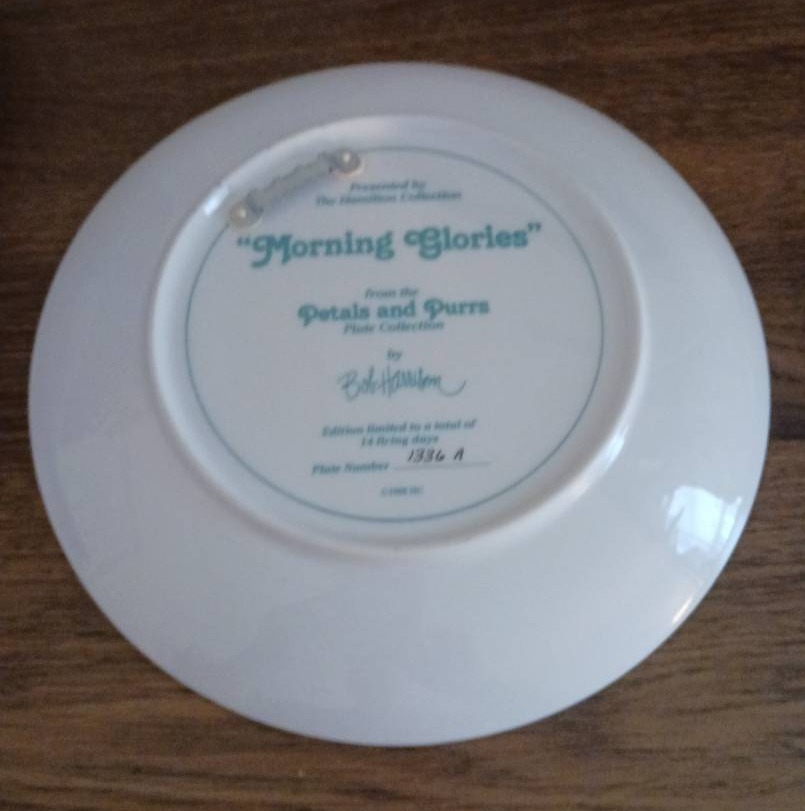 Presented by
The Hamilton Collection
"Morning Glories"
from the
Petals and Purrs
Plate Collection
by
Bob Harrison
Edition limited to a total of
14 firing days
Plate Number 1336 A